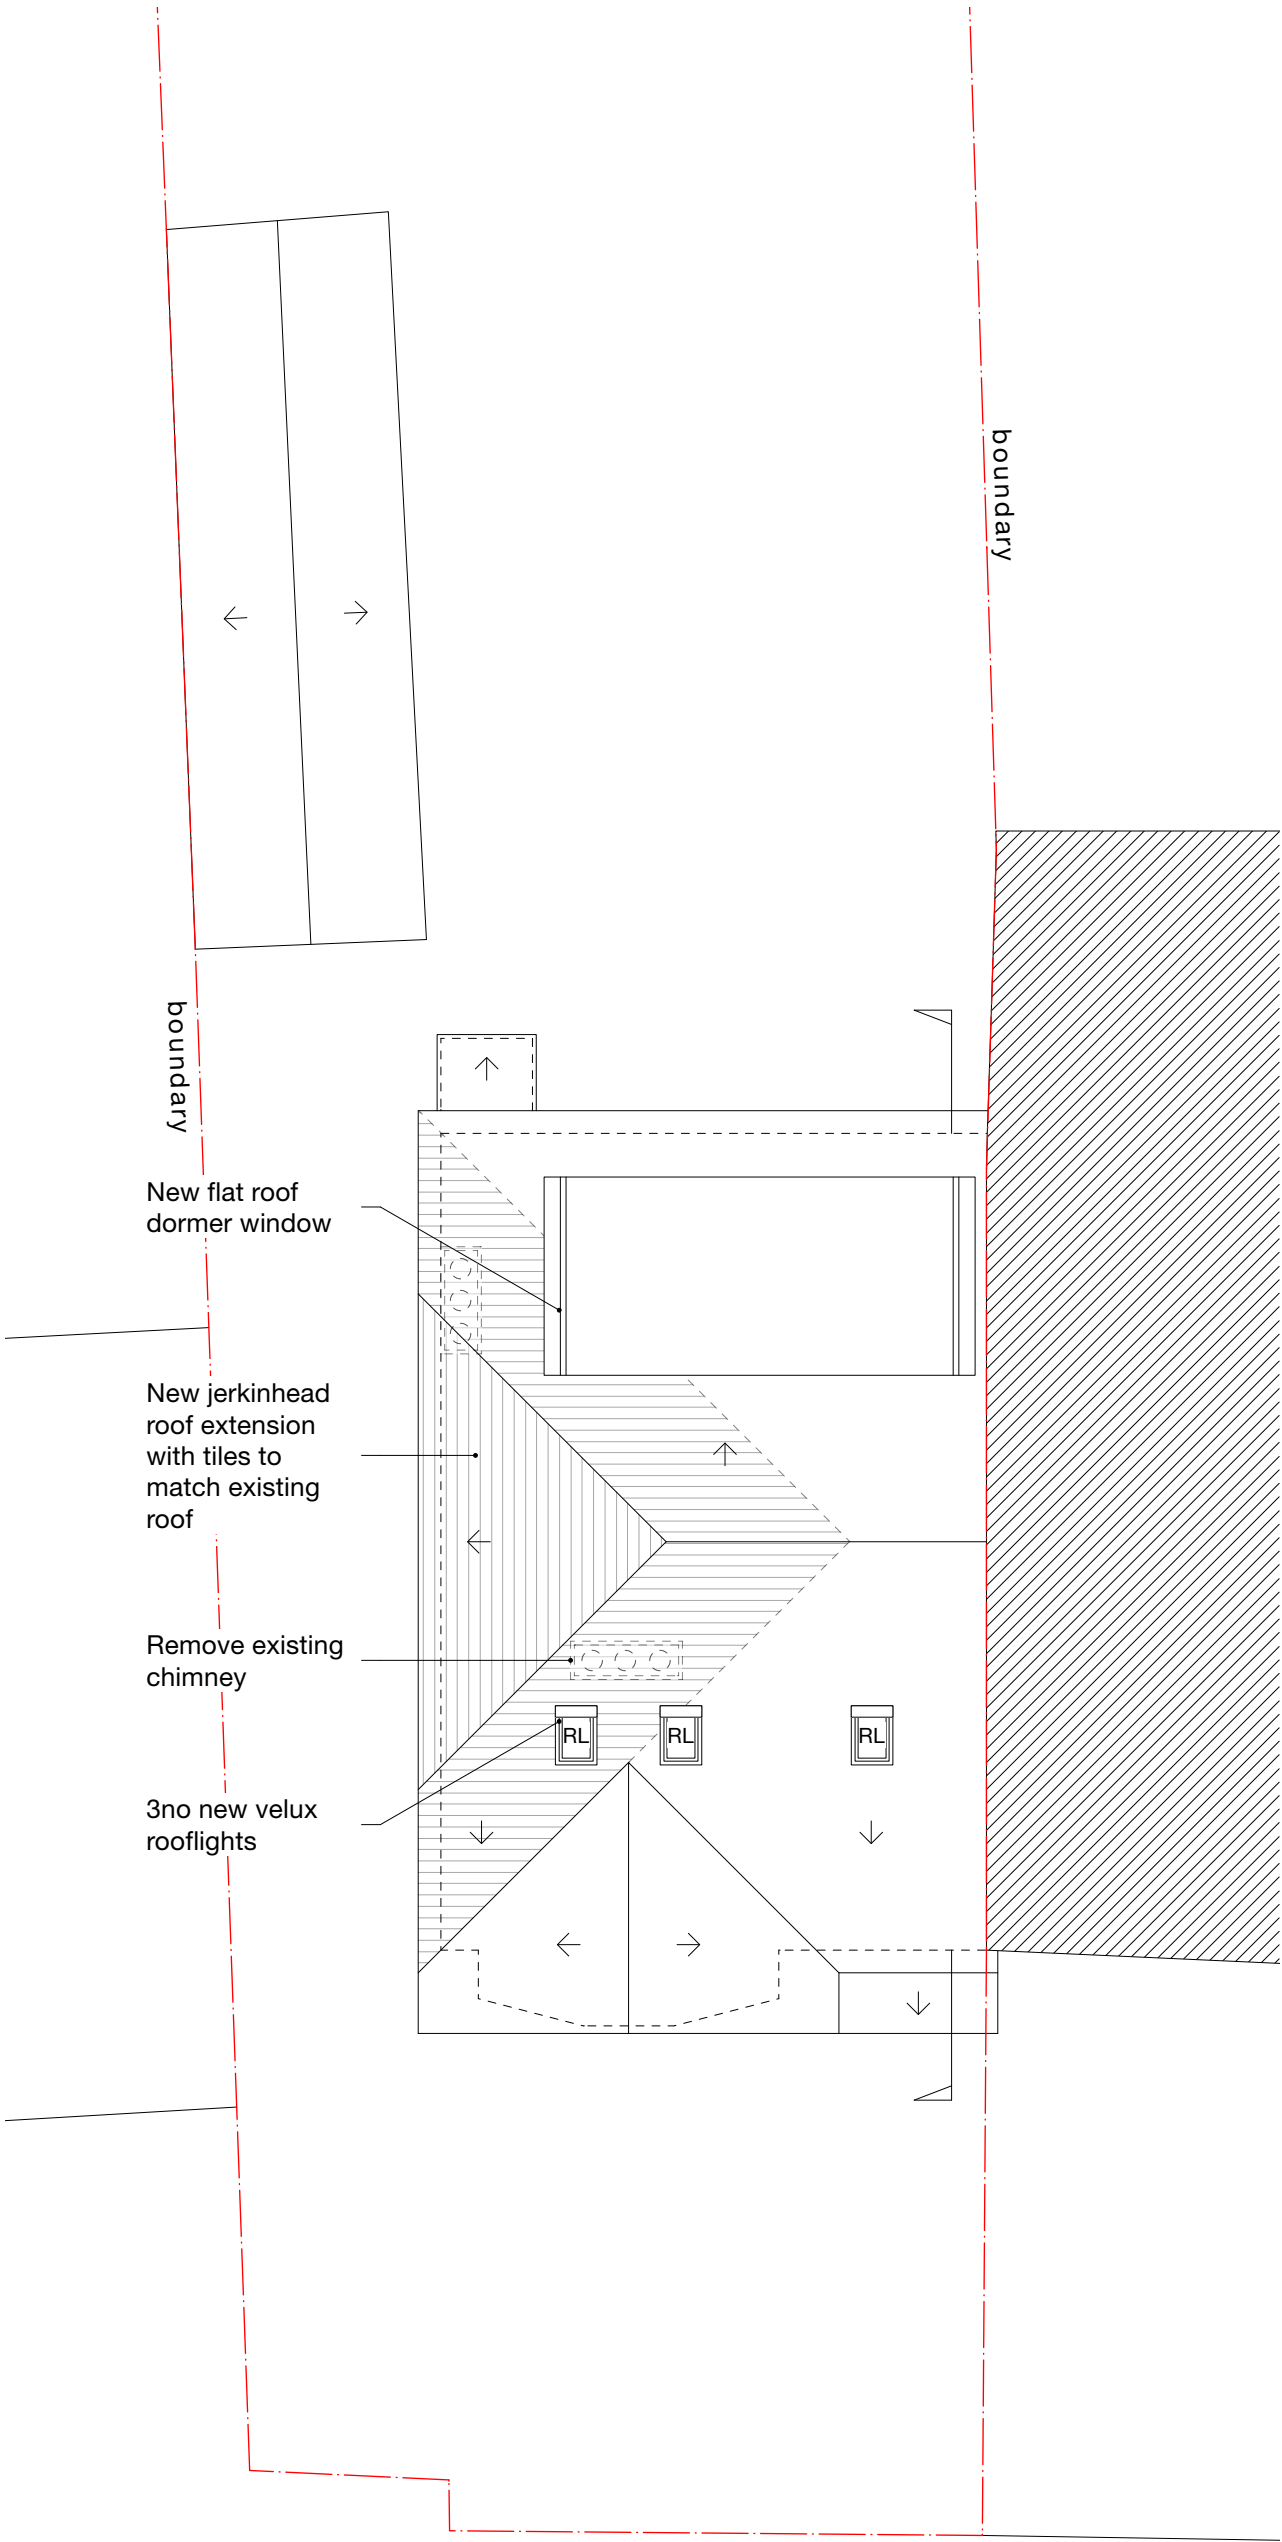 boundary
boundary
New flat roof
dormer window
New jerkinhead
roof extension
with tiles to
match existing
roof
Remove existing
chimney
RL
RL
RL
3no new velux
rooflights